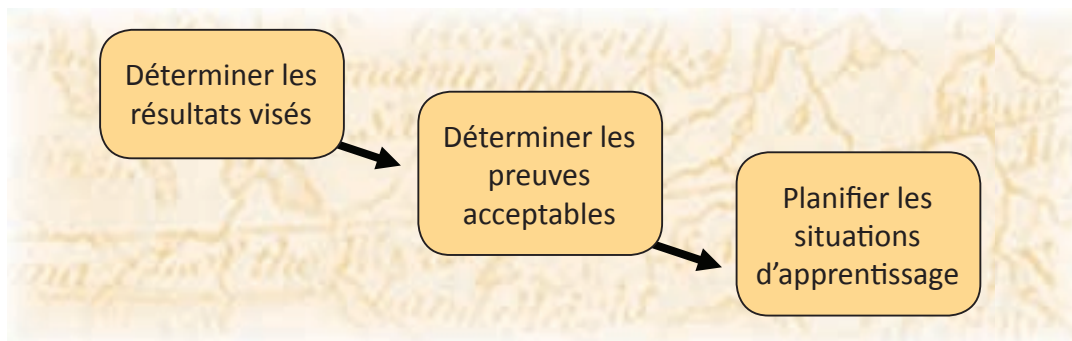 Déterminer les
résultats visés
Déterminer les
preuves
acceptables
Planifier les
situations
d'apprentissage